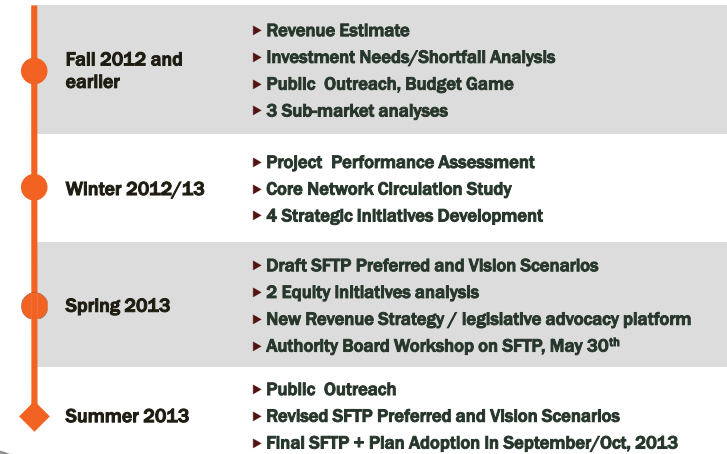 Fall 2012 and
earlier
▸ Revenue Estimate
▸ Investment Needs/Shortfall Analysis
▸ Public Outreach, Budget Game
▸ 3 Sub-market analyses
Winter 2012/13
▸ Project Performance Assessment
▸ Core Network Circulation Study
▸ 4 Strategic Initiatives Development
Spring 2013
▸ Draft SFTP Preferred and Vision Scenarios
▸ 2 Equity initiatives analysis
▸ New Revenue Strategy / legislative advocacy platform
▸ Authority Board Workshop on SFTP, May 30th
Summer 2013
▸ Public Outreach
▸ Revised SFTP Preferred and Vision Scenarios
▸ Final SFTP + Plan Adoption in September/Oct, 2013